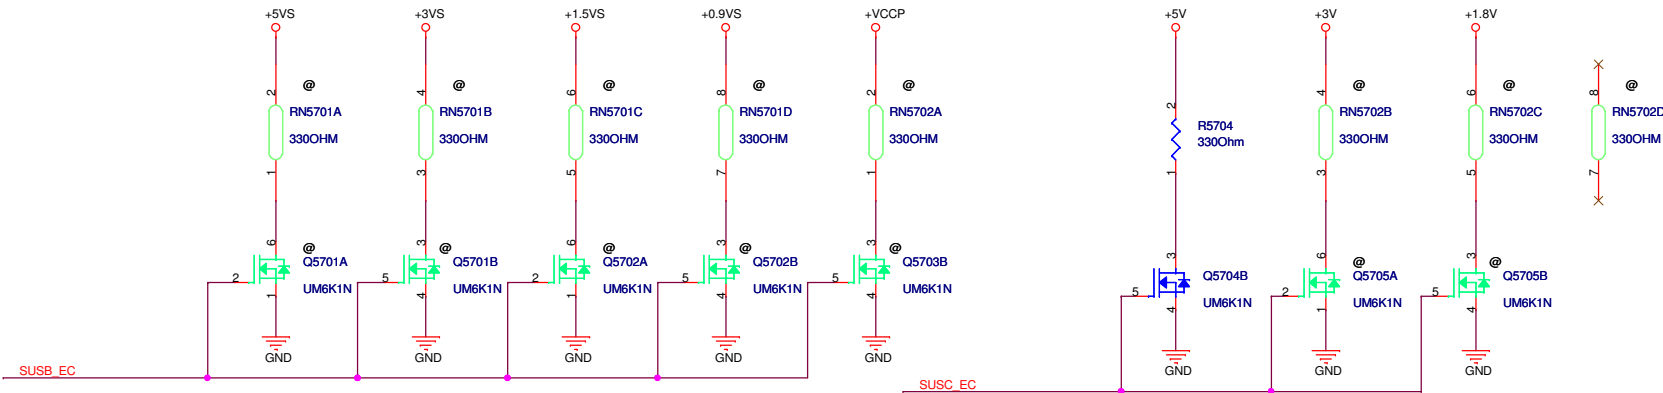 +5VS +3VS +1.5VS +0.9VS +VCCP +5V +3V +1.8V
2 @ 4 @ 6 @ 8 @ 2 @ 2 4 @ 6 @ 8 @
RN5701A RN5701B RN5701C RN5701D RN5702A R5704 RN5702B RN5702C RN5702D
330OHM 330OHM 330OHM 330OHM 330OHM 330Ohm 330OHM 330OHM 330OHM
1 3 5 7 1 1 3 5 7
6 @ 3 @ 6 @ 3 @ 3 @ 3 6 @ 3 @
Q5701A Q5701B Q5702A Q5702B Q5703B Q5704B Q5705A Q5705B
2 5 2 5 5 5 2 5
UM6K1N UM6K1N UM6K1N UM6K1N UM6K1N UM6K1N UM6K1N UM6K1N
1 4 1 4 4 4 1 4
GND GND GND GND GND GND GND GND
SUSB_EC SUSC_EC